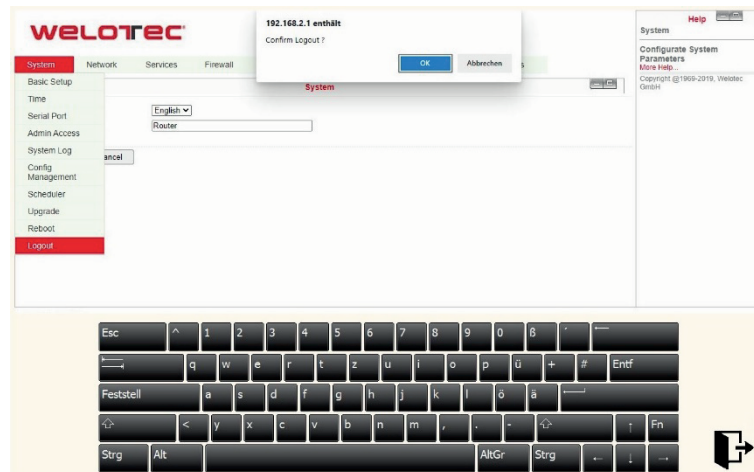 welotec
192.168.2.1 enthält
Confirm Logout ?
OK
Abbrechen
Help
System
Configurate System
Parameters
More Help...
Copyright @1969-2019, Welotec
GmbH
System
Network
Services
Firewall
System
Basic Setup
Time
Serial Port
Admin Access
System Log
Config
Management
Scheduler
Upgrade
Reboot
Logout
English
Router
ancel
Esc ^ 1 2 3 4 5 6 7 8 9 0 ß ´
q w e r t z u i o p ü + # Entf
Feststell a s d f g h j k l ö ä
< y x c v b n m , . - ↑ Fn
Strg Alt AltGr Strg ← ↓ →